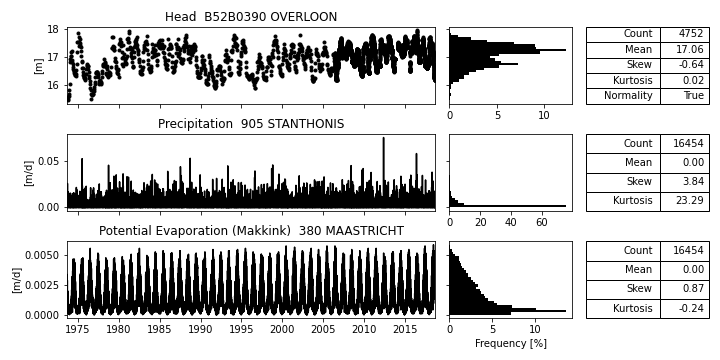 Head  B52B0390 OVERLOON
[m]
18
17
16
0
5
10
Count 4752
Mean 17.06
Skew -0.64
Kurtosis 0.02
Normality True
Precipitation  905 STANTHONIS
[m/d]
0.05
0.00
0
20
40
60
Count 16454
Mean 0.00
Skew 3.84
Kurtosis 23.29
Potential Evaporation (Makkink)  380 MAASTRICHT
[m/d]
0.0050
0.0025
0.0000
1975 1980 1985 1990 1995 2000 2005 2010 2015
0
10
Frequency [%]
Count 16454
Mean 0.00
Skew 0.87
Kurtosis -0.24